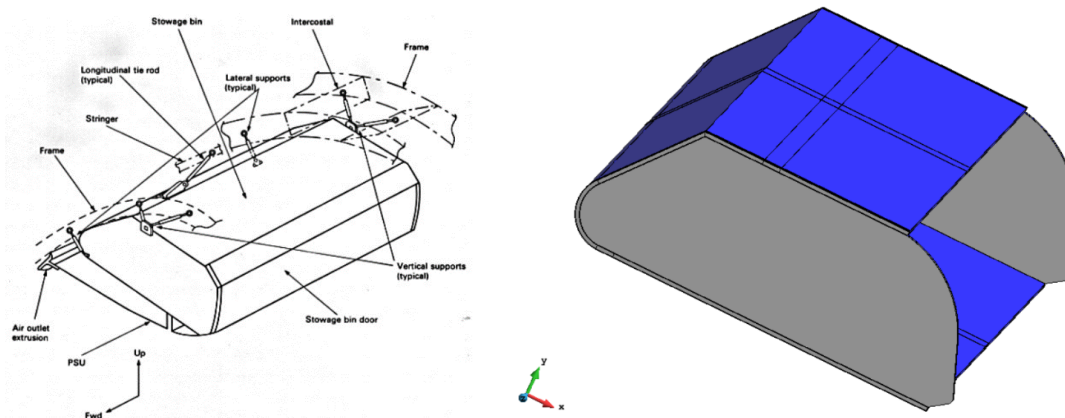 Stowage bin
Intercostal
Frame
Longitudinal tie rod
(typical)
Lateral supports
(typical)
Stringer
Frame
Vertical supports
(typical)
Stowage bin door
Air outlet
extrusion
PSU
Up
Fwd
y
x